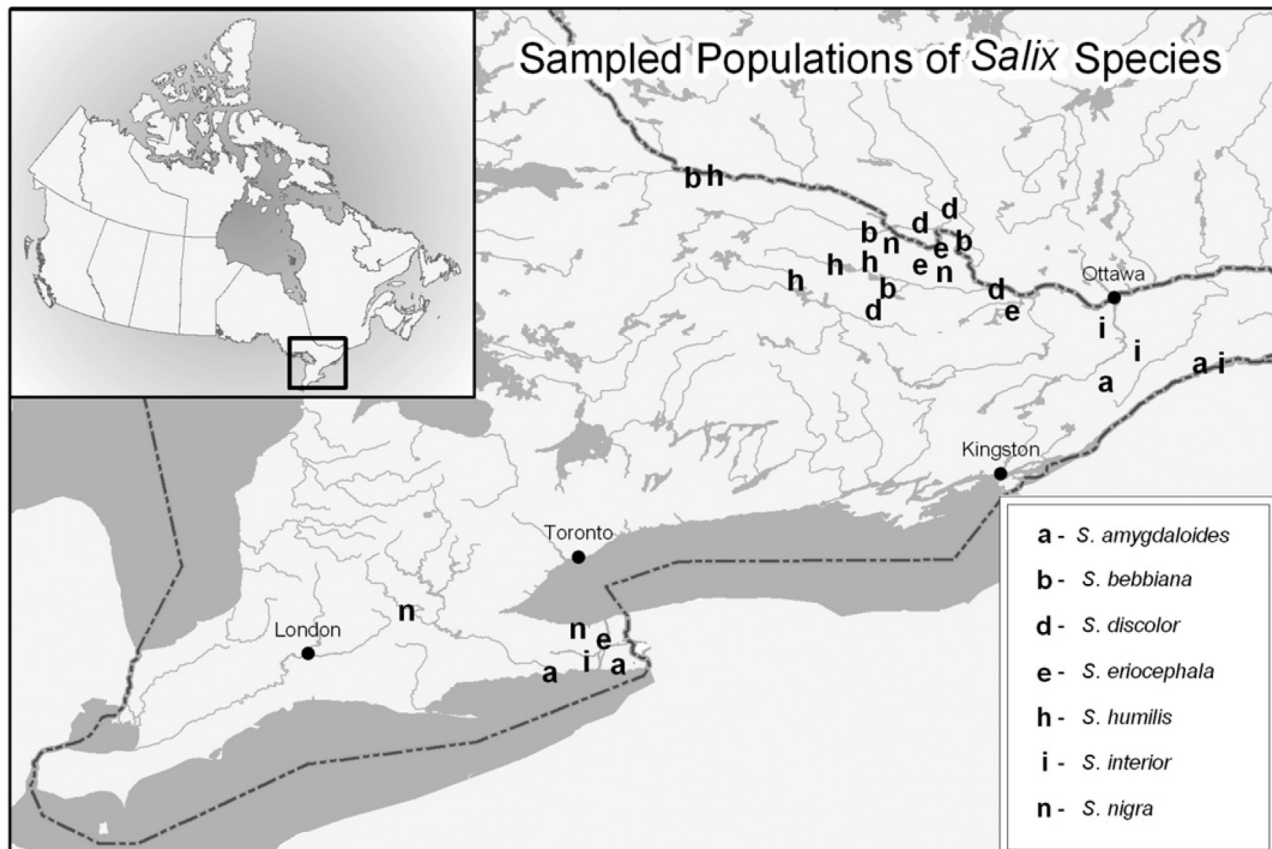 Sampled Populations of Salix Species
b h
d
d
b
n
e
b
h
h
e
n
h
b
d
d
e
Ottawa
i
i
a i
a
Kingston
Toronto
n
London
n
e
a
i
a
a - S. amygdaloides
b - S. bebbiana
d - S. discolor
e - S. eriocephala
h - S. humilis
i - S. interior
n - S. nigra